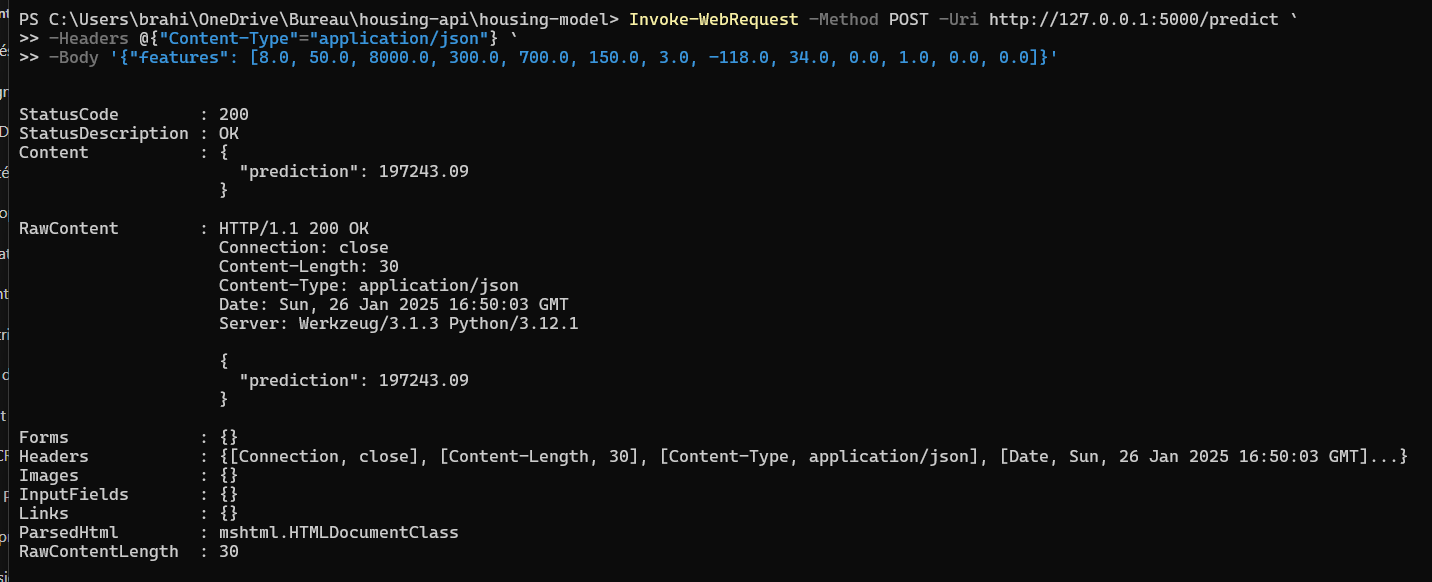 PS C:\Users\brahi\OneDrive\Bureau\housing-api\housing-model> Invoke-WebRequest -Method POST -Uri http://127.0.0.1:5000/predict `
>> -Headers @{"Content-Type"="application/json"} `
>> -Body '{"features": [8.0, 50.0, 8000.0, 300.0, 700.0, 150.0, 3.0, -118.0, 34.0, 0.0, 1.0, 0.0, 0.0]}'
StatusCode : 200
StatusDescription : OK
Content : {
"prediction": 197243.09
}
RawContent : HTTP/1.1 200 OK
Connection: close
Content-Length: 30
Content-Type: application/json
Date: Sun, 26 Jan 2025 16:50:03 GMT
Server: Werkzeug/3.1.3 Python/3.12.1
{
"prediction": 197243.09
}
Forms : {}
Headers : {[Connection, close], [Content-Length, 30], [Content-Type, application/json], [Date, Sun, 26 Jan 2025 16:50:03 GMT]...}
Images : {}
InputFields : {}
Links : {}
ParsedHtml : mshtml.HTMLDocumentClass
RawContentLength : 30